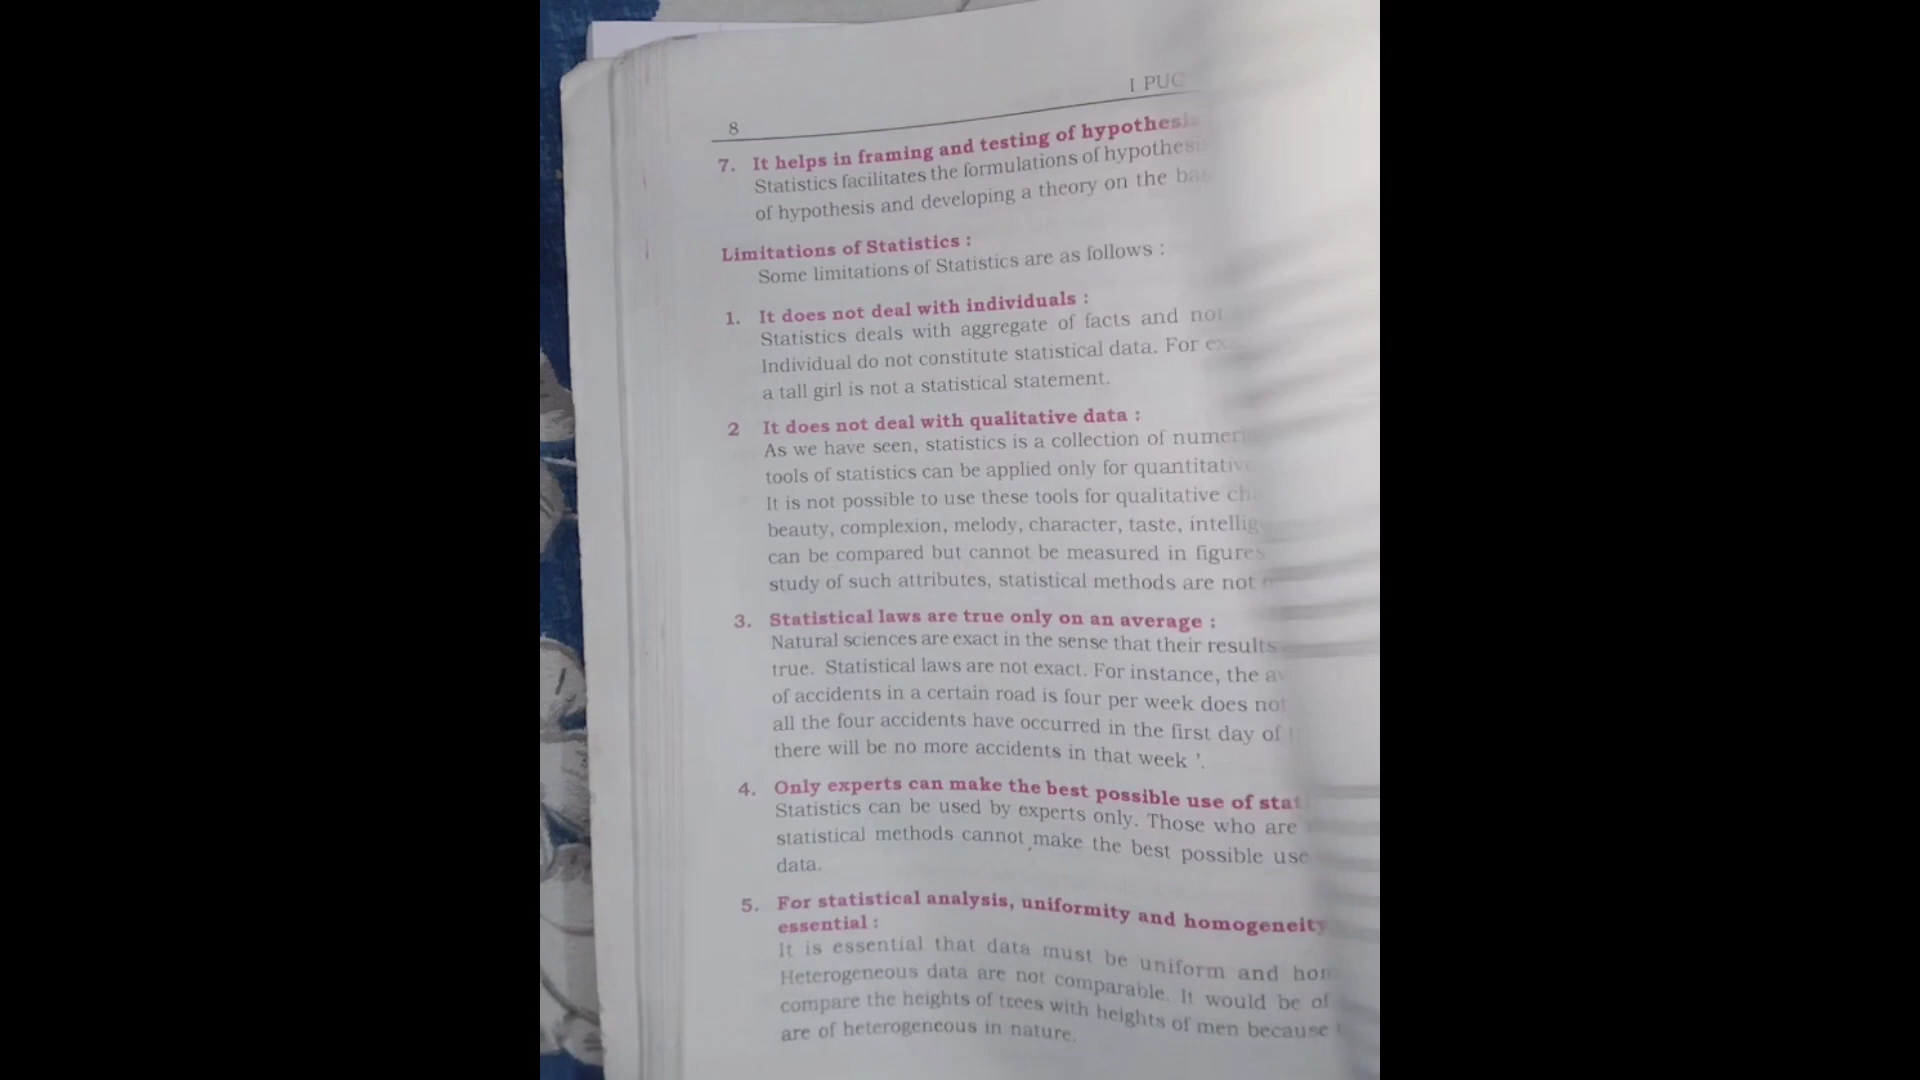 I PUC
8
7. It helps in framing and testing of
Statistics facilitates the formulations of
of hypothesis and developing a theory on the
Limitations of Statistics :
Some limitations of Statistics are as follows :
1. It does not deal with individuals :
Statistics deals with aggregate of facts and not
Individual do not constitute statistical data. For
a tall girl is not a statistical statement.
2 It does not deal with qualitative data :
As we have seen, statistics is a collection of
tools of statistics can be applied only for quantitative
It is not possible to use these tools for qualitative
beauty, complexion, melody, character, taste,
can be compared but cannot be measured in figures
study of such attributes, statistical methods are not
3. Statistical laws are true only on an average :
Natural sciences are exact in the sense that their results
true. Statistical laws are not exact. For instance, the
of accidents in a certain road is four per week does not
all the four accidents have occurred in the first day of
there will be no more accidents in that week '.
4. Only experts can make the best possible use of
Statistics can be used by experts only. Those who are
statistical methods cannot make the best possible use
data.
5. For statistical analysis, uniformity and homogeneity
essential :
It is essential that data must be uniform and
Heterogeneous data are not comparable. It would be of
compare the heights of trees with heights of men because
are of heterogeneous in nature.